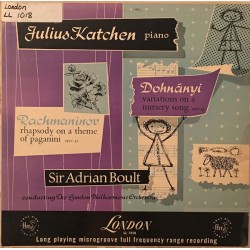 London
LL 1018
Julius Katchen piano
Dohnányi
variations on a
nursery song
Rachmaninov
rhapsody on a theme
of paganini
Sir Adrian Boult
conducting The London Philharmonic Orchestra
LONDON
Long playing microgroove full frequency range recording